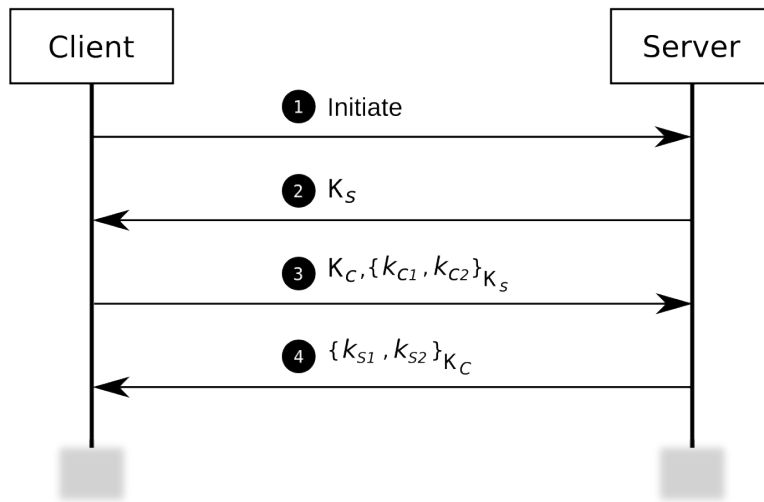 Client
Server
1 Initiate
2 K_S
3 K_C,{k_C1,k_C2}_K_S
4 {k_S1,k_S2}_K_C